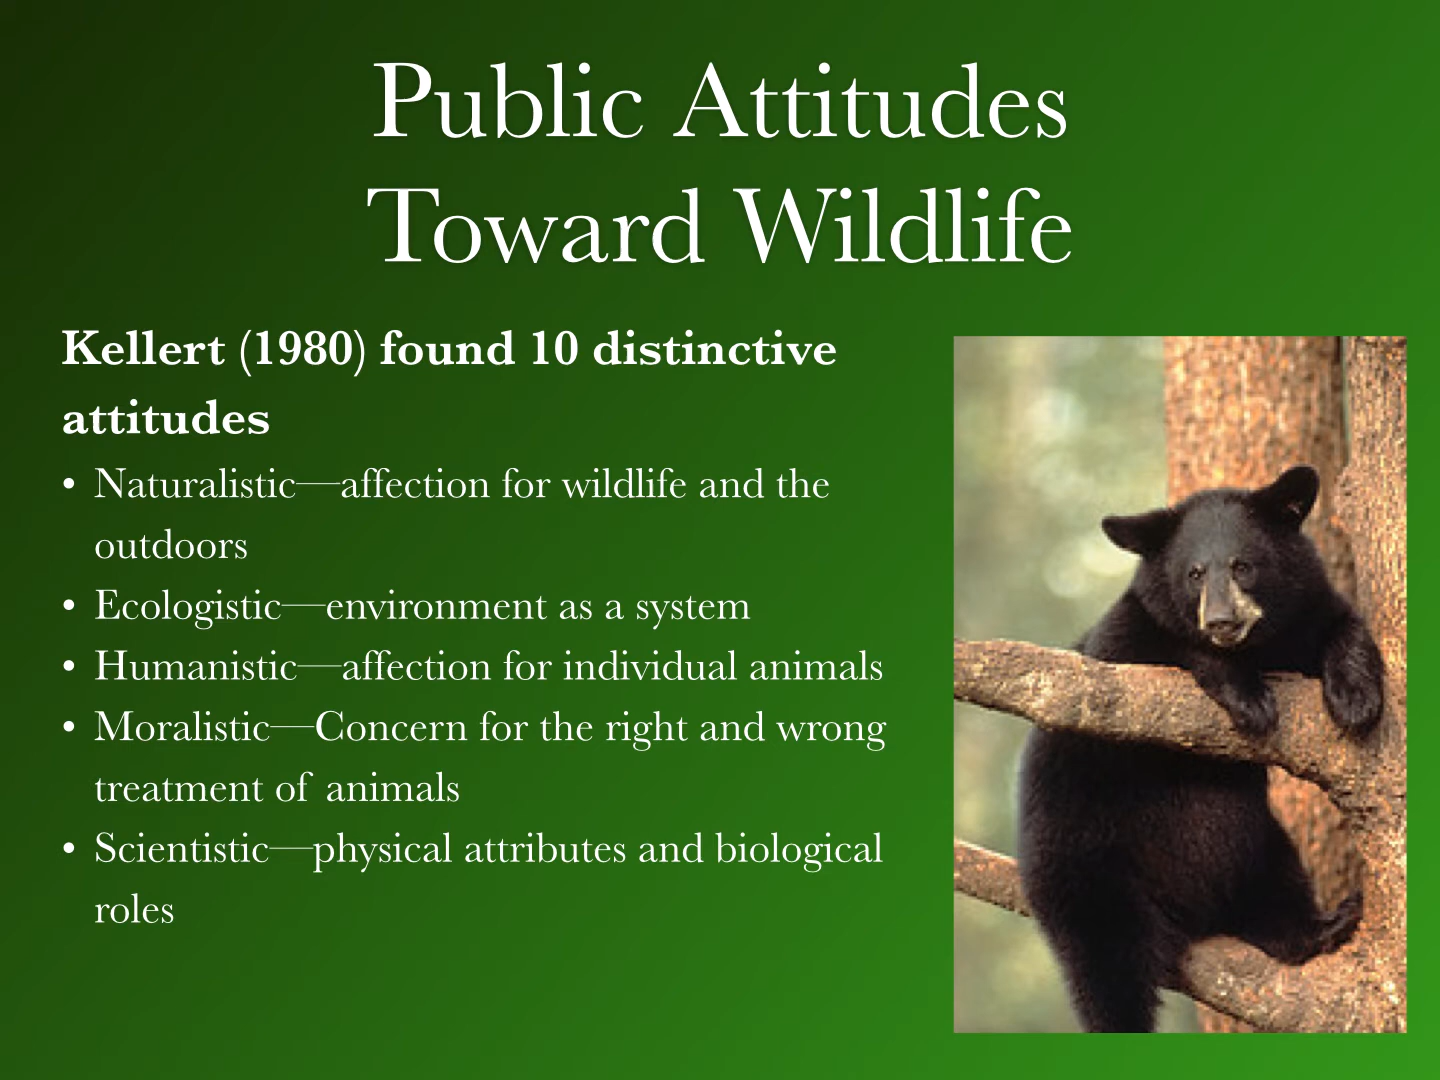 Public Attitudes
Toward Wildlife
Kellert (1980) found 10 distinctive
attitudes
• Naturalistic—affection for wildlife and the
outdoors
• Ecologistic—environment as a system
• Humanistic—affection for individual animals
• Moralistic—Concern for the right and wrong
treatment of animals
• Scientistic—physical attributes and biological
roles